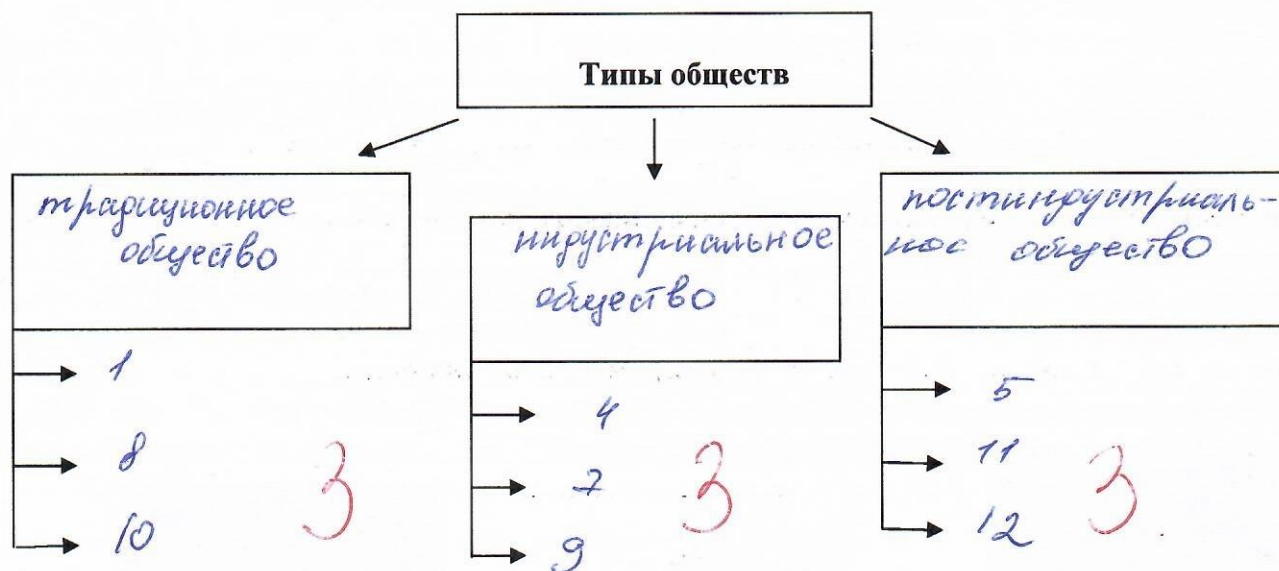 Типы обществ
традиционное
общество
1
8
10
3
индустриальное
общество
4
7
9
3
постиндустриаль-
ное общество
5
11
12
3